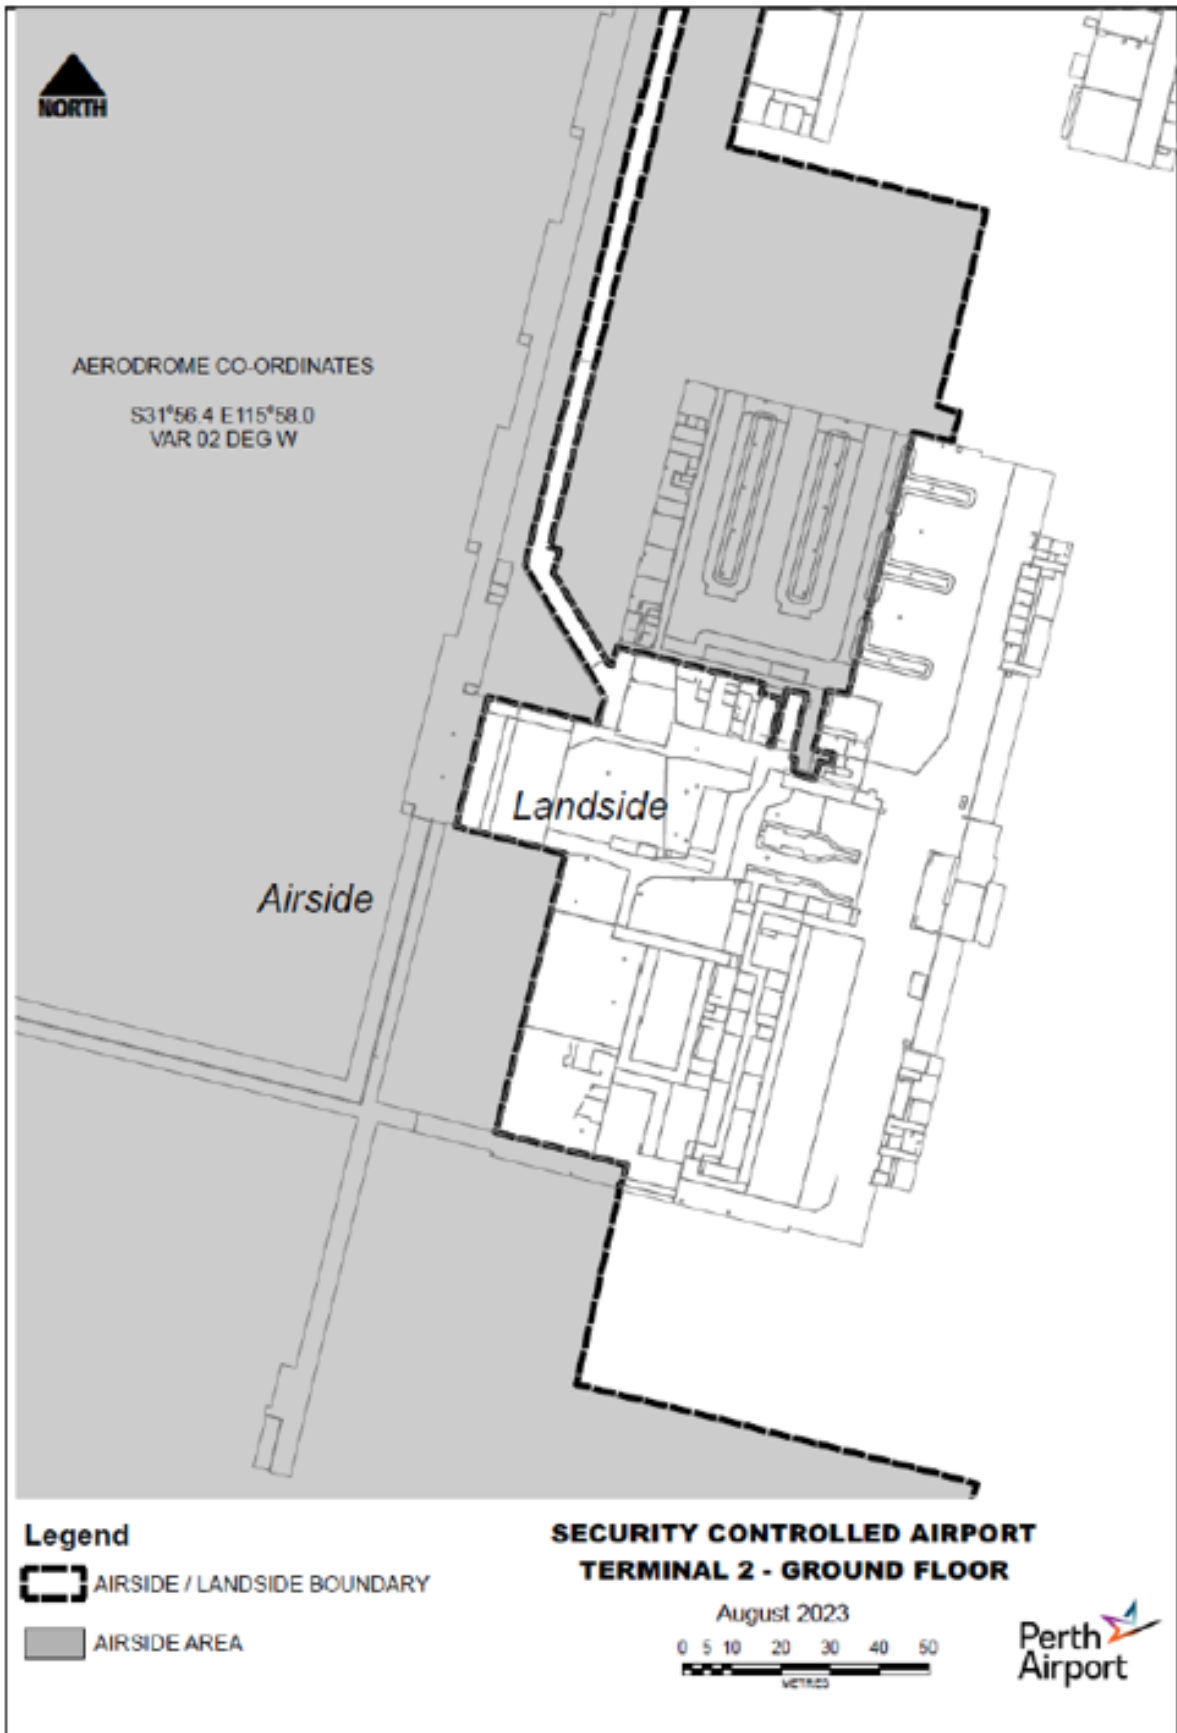 NORTH
AERODROME CO-ORDINATES
S31°56.4 E115°58.0
VAR 02 DEG W
Landside
Airside
Legend
AIRSIDE / LANDSIDE BOUNDARY
AIRSIDE AREA
SECURITY CONTROLLED AIRPORT
TERMINAL 2 - GROUND FLOOR
August 2023
0 5 10 20 30 40 50
METRES
Perth
Airport